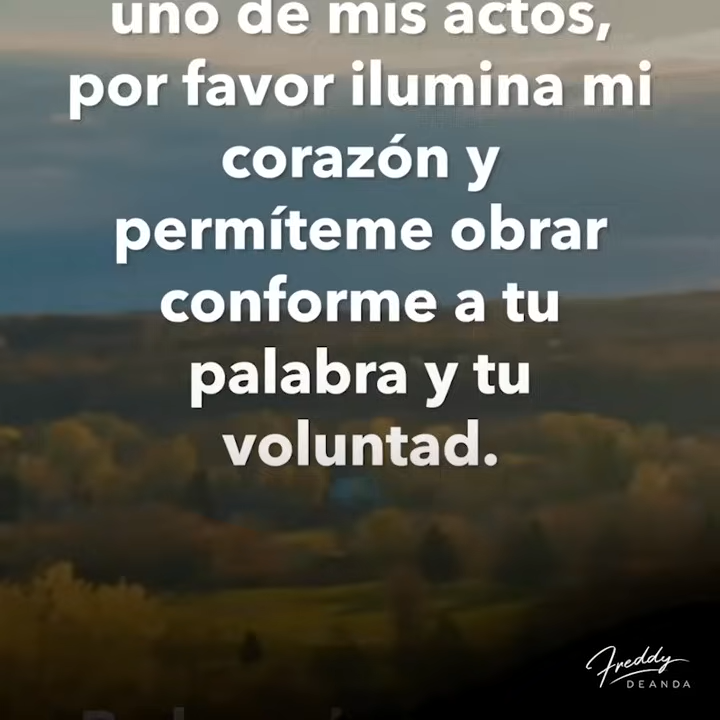 uno de mis actos,
por favor ilumina mi
corazón y
permíteme obrar
conforme a tu
palabra y tu
voluntad.
Freddy
DEANDA